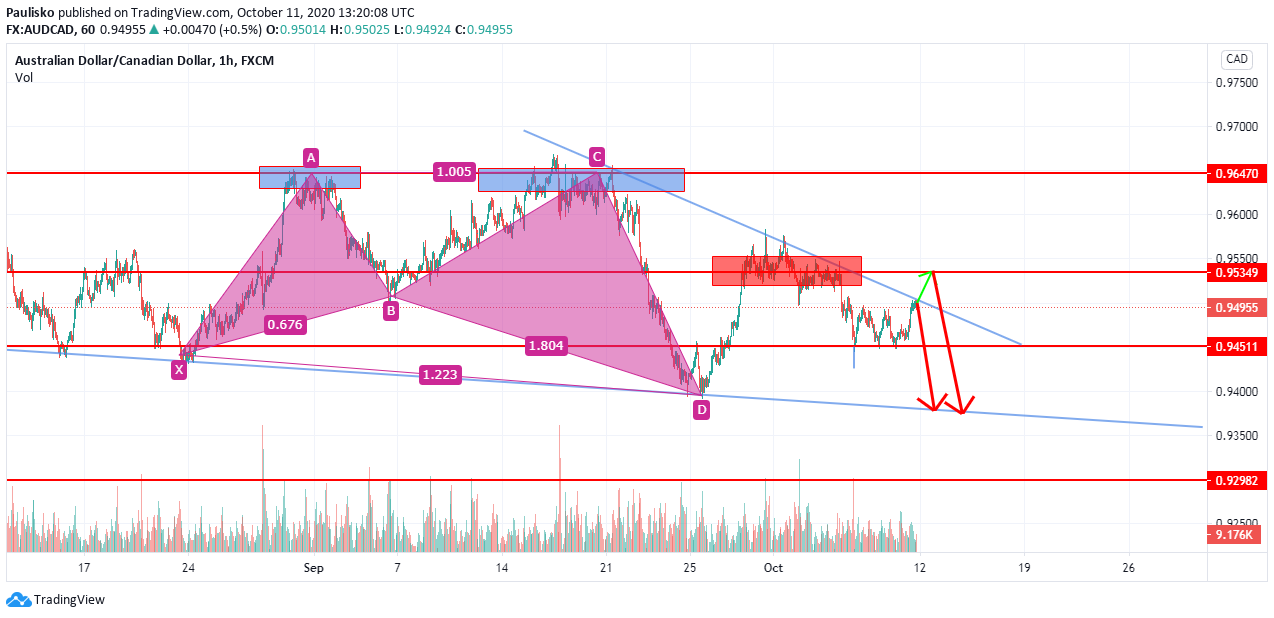 Paulisko published on TradingView.com, October 11, 2020 13:20:08 UTC
FX:AUDCAD, 60 0.94955 ▲ +0.00470 (+0.5%) O:0.95014 H:0.95025 L:0.94924 C:0.94955
Australian Dollar/Canadian Dollar, 1h, FXCM
Vol
CAD
0.97500
0.97000
0.96470
0.96000
0.95500
0.95349
0.94955
0.94511
0.94000
0.93500
0.92982
0.92500
9.176K
A
1.005
C
B
0.676
X
1.804
1.223
D
17 24 Sep 7 14 21 25 Oct 12 19 26
TradingView